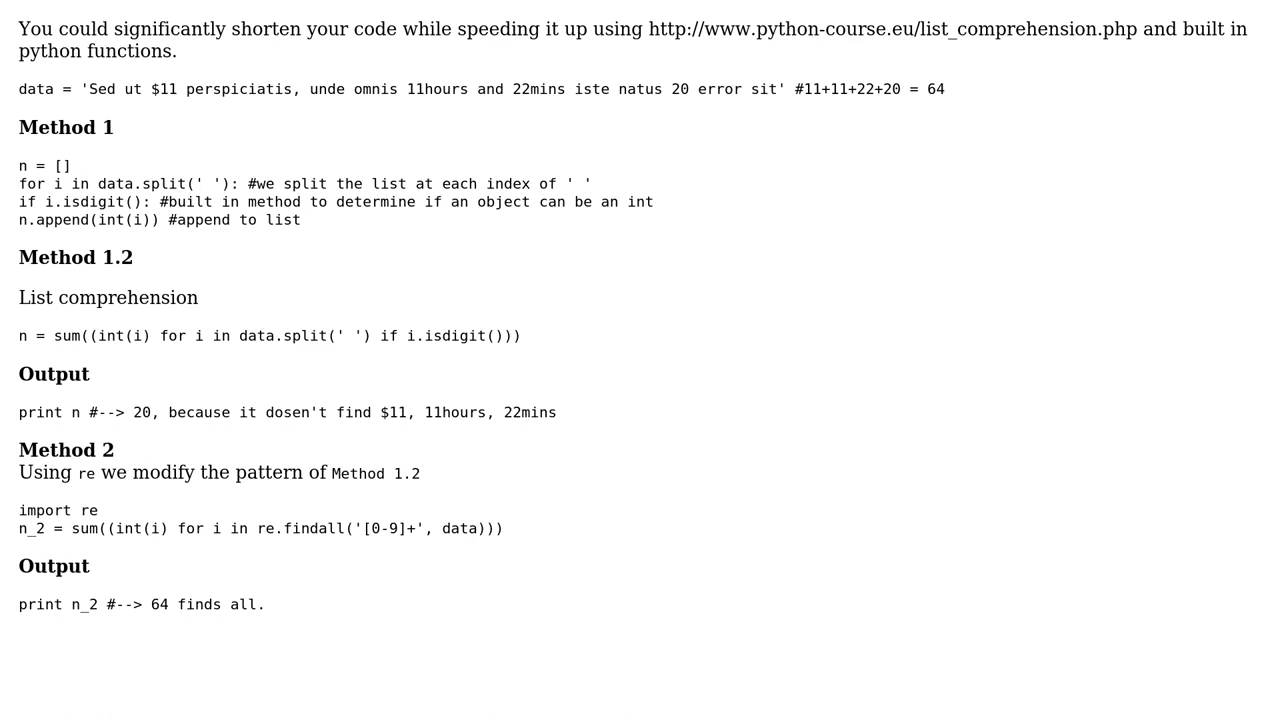 You could significantly shorten your code while speeding it up using http://www.python-course.eu/list_comprehension.php and built in
python functions.
data = 'Sed ut $11 perspiciatis, unde omnis 11hours and 22mins iste natus 20 error sit' #11+11+22+20 = 64
Method 1
n = []
for i in data.split(' '): #we split the list at each index of ' '
if i.isdigit(): #built in method to determine if an object can be an int
n.append(int(i)) #append to list
Method 1.2
List comprehension
n = sum((int(i) for i in data.split(' ') if i.isdigit()))
Output
print n #--> 20, because it dosen't find $11, 11hours, 22mins
Method 2
Using re we modify the pattern of Method 1.2
import re
n_2 = sum((int(i) for i in re.findall('[0-9]+', data)))
Output
print n_2 #--> 64 finds all.